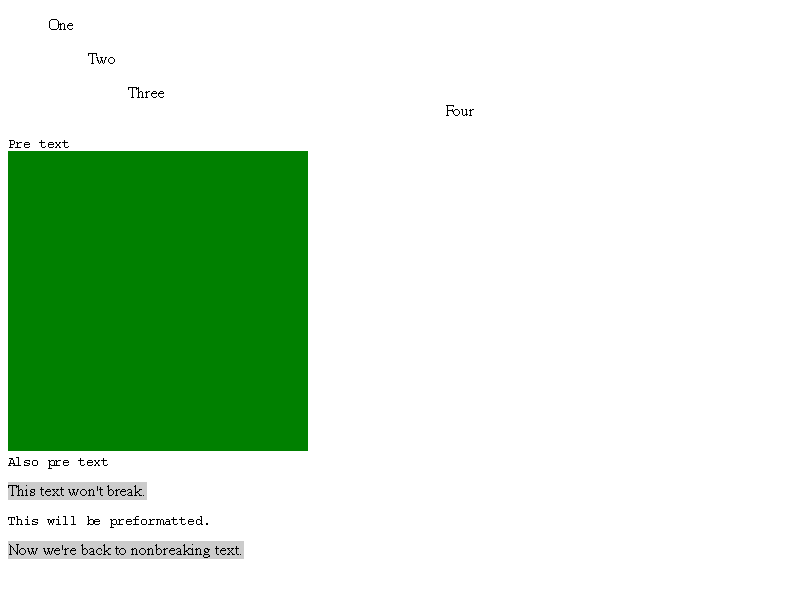 One
Two
Three
Four
Pre text
Also pre text
This text won't break.
This will be preformatted.
Now we're back to nonbreaking text.